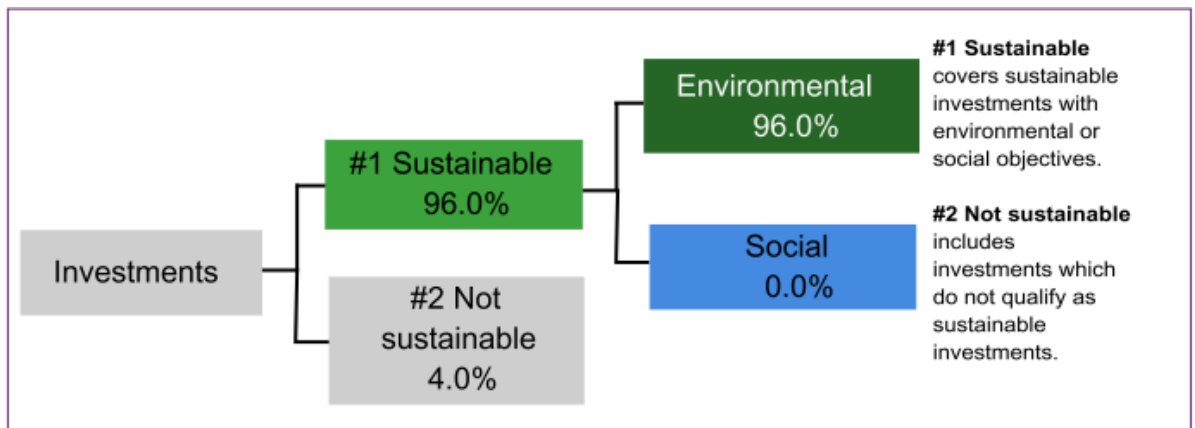 Investments
#1 Sustainable
96.0%
#2 Not
sustainable
4.0%
Environmental
96.0%
Social
0.0%
#1 Sustainable
covers sustainable
investments with
environmental or
social objectives.
#2 Not sustainable
includes
investments which
do not qualify as
sustainable
investments.